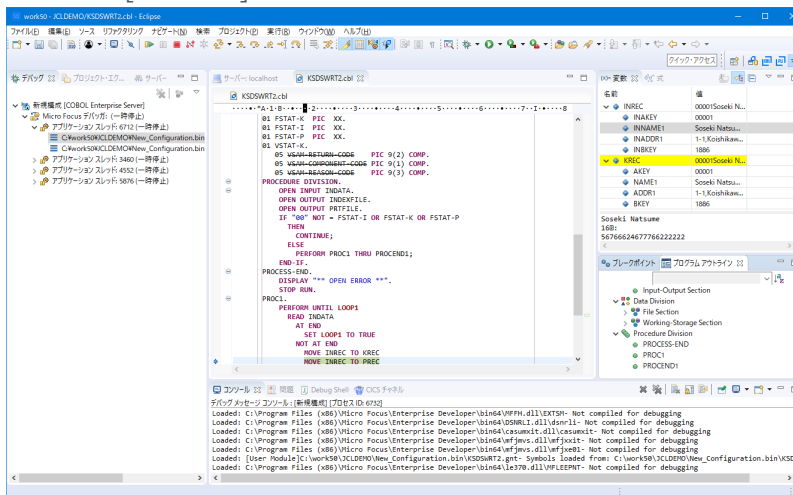 work50 - JCLDEMO/KSDSWRT2.cbl - Eclipse
ファイル(F) 編集(E) ソース リファクタリング ナビゲート(N) 検索 プロジェクト(P) 実行(R) ウィンドウ(W) ヘルプ(H)
クイック・アクセス
デバッグ プロジェクト・エク... サーバー
新規構成 [COBOL Enterprise Server]
Micro Focus デバッガ: (一時停止)
アプリケーション スレッド: 6712 (一時停止)
C:¥work50¥JCLDEMO¥New_Configuration.bin
C:¥work50¥JCLDEMO¥New_Configuration.bin
アプリケーション スレッド: 3460 (一時停止)
アプリケーション スレッド: 4552 (一時停止)
アプリケーション スレッド: 5876 (一時停止)
サーバー: localhost KSDSWRT2.cbl
KSDSWRT2.cbl
01 FSTAT-K PIC XX.
01 FSTAT-I PIC XX.
01 FSTAT-P PIC XX.
01 VSTAT-K.
05 VSAM-RETURN-CODE PIC 9(2) COMP.
05 VSAM-COMPONENT-CODE PIC 9(1) COMP.
05 VSAM-REASON-CODE PIC 9(3) COMP.
PROCEDURE DIVISION.
OPEN INPUT INDATA.
OPEN OUTPUT INDEXFILE.
OPEN OUTPUT PRTFILE.
IF "00" NOT = FSTAT-I OR FSTAT-K OR FSTAT-P
THEN
CONTINUE;
ELSE
PERFORM PROC1 THRU PROCEND1;
END-IF.
PROCESS-END.
DISPLAY "** OPEN ERROR **".
STOP RUN.
PROC1.
PERFORM UNTIL LOOP1
READ INDATA
AT END
SET LOOP1 TO TRUE
NOT AT END
MOVE INREC TO KREC
MOVE INREC TO PREC
変数 式
名前 値
INREC 00001Soseki N...
INAKEY 00001
INNAME1 Soseki Natsu...
INADDR1 1-1,Koishikaw...
INBKEY 1886
KREC 00001Soseki N...
AKEY 00001
NAME1 Soseki Natsu...
ADDR1 1-1,Koishikaw...
BKEY 1886
Soseki Natsume
16進:
ブレークポイント プログラム アウトライン
Input-Output Section
Data Division
File Section
Working-Storage Section
Procedure Division
PROCESS-END
PROC1
PROCEND1
コンソール 問題 Debug Shell CICS チャネル
デバッグ メッセージ コンソール: [新規構成] [プロセス ID: 6732]
Loaded: C:\Program Files (x86)\Micro Focus\Enterprise Developer\bin64\MFFH.dll\EXTSM- Not compiled for debugging
Loaded: C:\Program Files (x86)\Micro Focus\Enterprise Developer\bin64\DSNRLI.dll\dsnrli- Not compiled for debugging
Loaded: C:\Program Files (x86)\Micro Focus\Enterprise Developer\bin64\casumxit.dll\casumxit- Not compiled for debugging
Loaded: C:\Program Files (x86)\Micro Focus\Enterprise Developer\bin64\mfjmvs.dll\mfjxxit- Not compiled for debugging
Loaded: C:\Program Files (x86)\Micro Focus\Enterprise Developer\bin64\mfjmvs.dll\mfjxe01- Not compiled for debugging
Loaded: [User Module]C:\work50\JCLDEMO\New_Configuration.bin\KSDSWRT2.gnt- Symbols loaded from: C:\work50\JCLDEMO\New_Configuration.bin\KSD
Loaded: C:\Program Files (x86)\Micro Focus\Enterprise Developer\bin64\le370.dll\MFLEEPNT- Not compiled for debugging